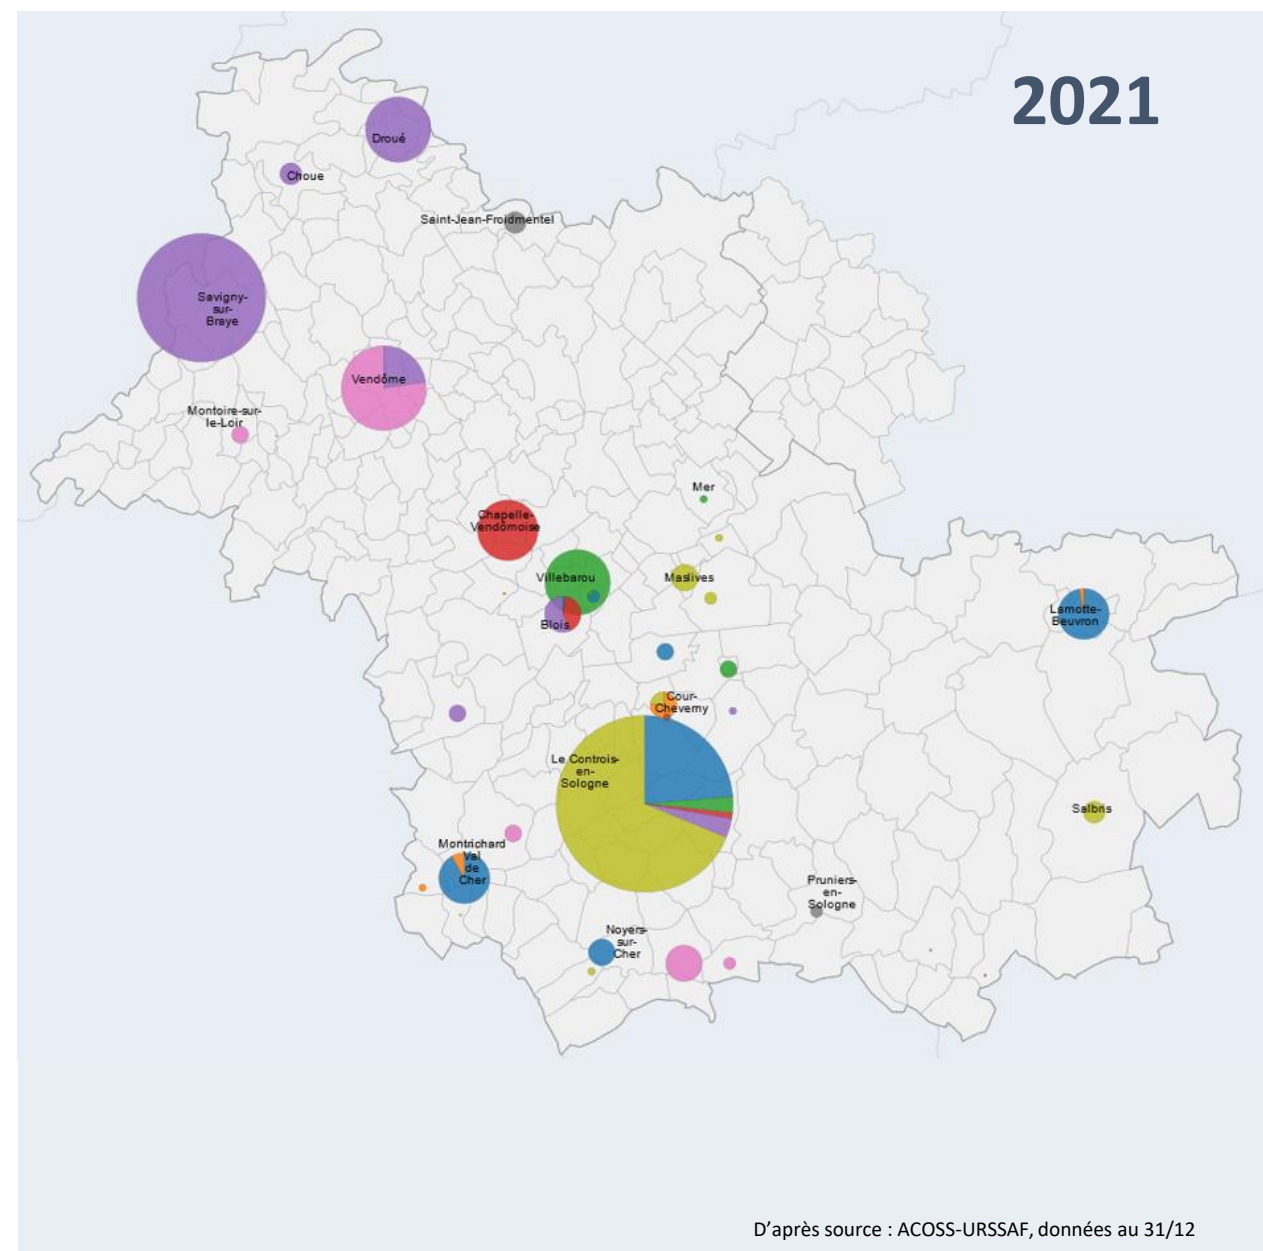 2021
Droué
Choue
Saint-Jean-Froidmentel
Savigny-
sur-
Braye
Vendôme
Montoire-sur-
le-Loir
Mer
Chapelle-
Vendômoise
Villebarou
Maslives
Blois
Lamotte-
Beuvron
Cour-
Cheverny
Le Controis-
en-
Sologne
Salbris
Montrichard
Val
de
Cher
Pruniers-
en-
Sologne
Noyers-
sur-
Cher
D'après source : ACOSS-URSSAF, données au 31/12